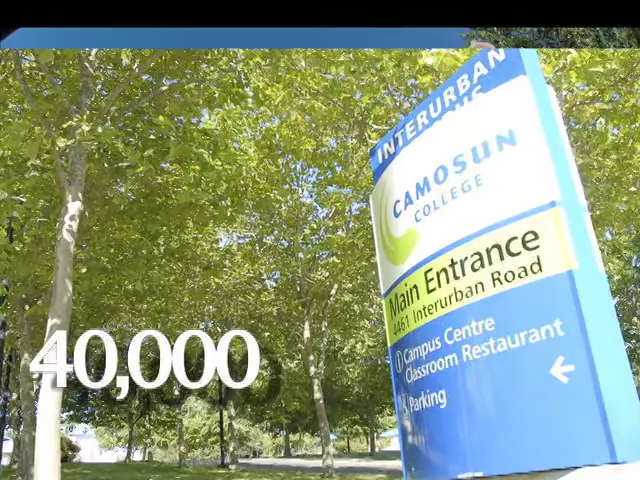 INTERURBAN
CAMOSUN
COLLEGE
Main Entrance
4461 Interurban Road
Campus Centre
Classroom Restaurant
Parking
40,000